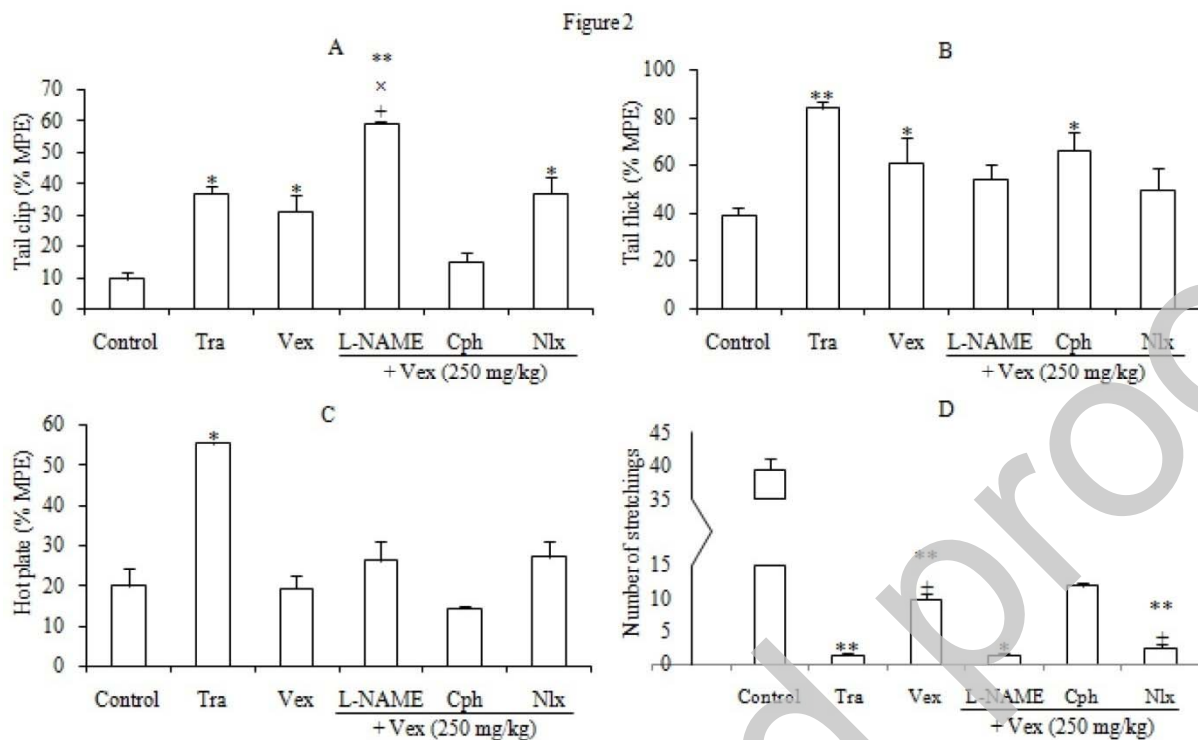 Figure 2
A
**
×
+
*
*
*
Tail clip (% MPE)
70
60
50
40
30
20
10
0
Control Tra Vex L-NAME Cph Nlx
+ Vex (250 mg/kg)
B
**
*
*
Tail flick (% MPE)
100
80
60
40
20
0
Control Tra Vex L-NAME Cph Nlx
+ Vex (250 mg/kg)
C
*
Hot plate (% MPE)
60
50
40
30
20
10
0
Control Tra Vex L-NAME Cph Nlx
+ Vex (250 mg/kg)
D
Number of stretchings
45
40
35
15
10
5
0
**
**
+
*
**
+
Control Tra Vex L-NAME Cph Nlx
+ Vex (250 mg/kg)
d proo